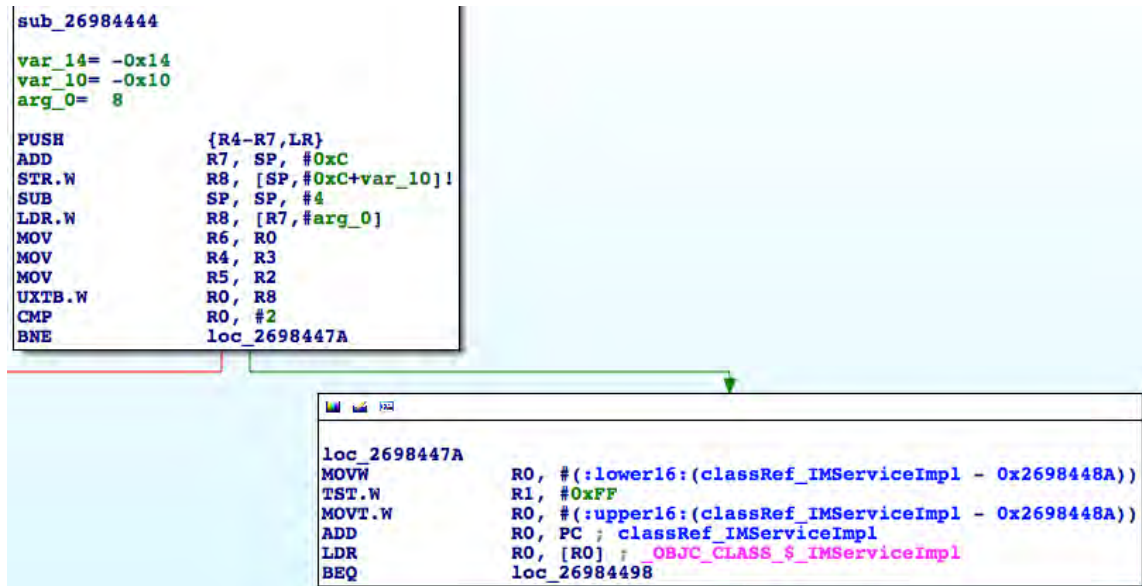 sub_26984444
var_14= -0x14
var_10= -0x10
arg_0= 8
PUSH {R4-R7,LR}
ADD R7, SP, #0xC
STR.W R8, [SP,#0xC+var_10]!
SUB SP, SP, #4
LDR.W R8, [R7,#arg_0]
MOV R6, R0
MOV R4, R3
MOV R5, R2
UXTB.W R0, R8
CMP R0, #2
BNE loc_2698447A
loc_2698447A
MOVW R0, #(:lower16:(classRef_IMServiceImpl - 0x2698448A))
TST.W R1, #0xFF
MOVT.W R0, #(:upper16:(classRef_IMServiceImpl - 0x2698448A))
ADD R0, PC ; classRef_IMServiceImpl
LDR R0, [R0] ; _OBJC_CLASS_$_IMServiceImpl
BEQ loc_26984498